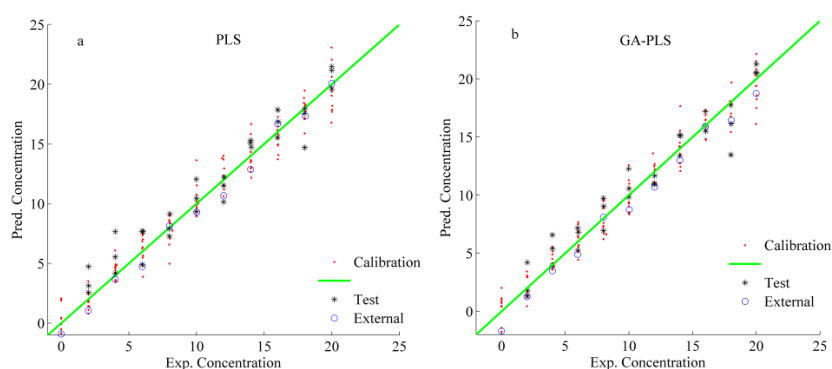 a
PLS
25
20
15
10
5
0
Pred. Concentration
0 5 10 15 20 25
Exp. Concentration
Calibration
Test
External
b
GA-PLS
25
20
15
10
5
0
Pred. Concentration
0 5 10 15 20 25
Exp. Concentration
Calibration
Test
External